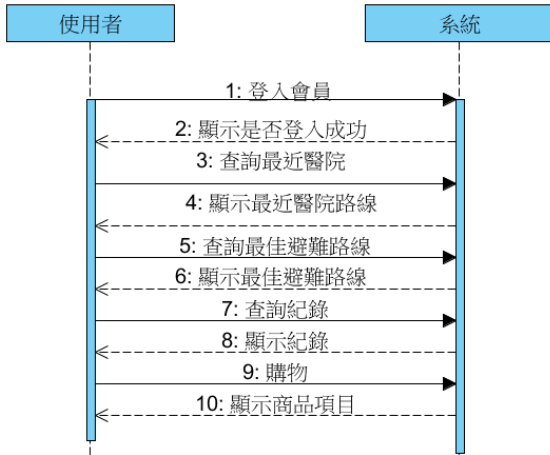 使用者
系統
1: 登入會員
2: 顯示是否登入成功
3: 查詢最近醫院
4: 顯示最近醫院路線
5: 查詢最佳避難路線
6: 顯示最佳避難路線
7: 查詢紀錄
8: 顯示紀錄
9: 購物
10: 顯示商品項目